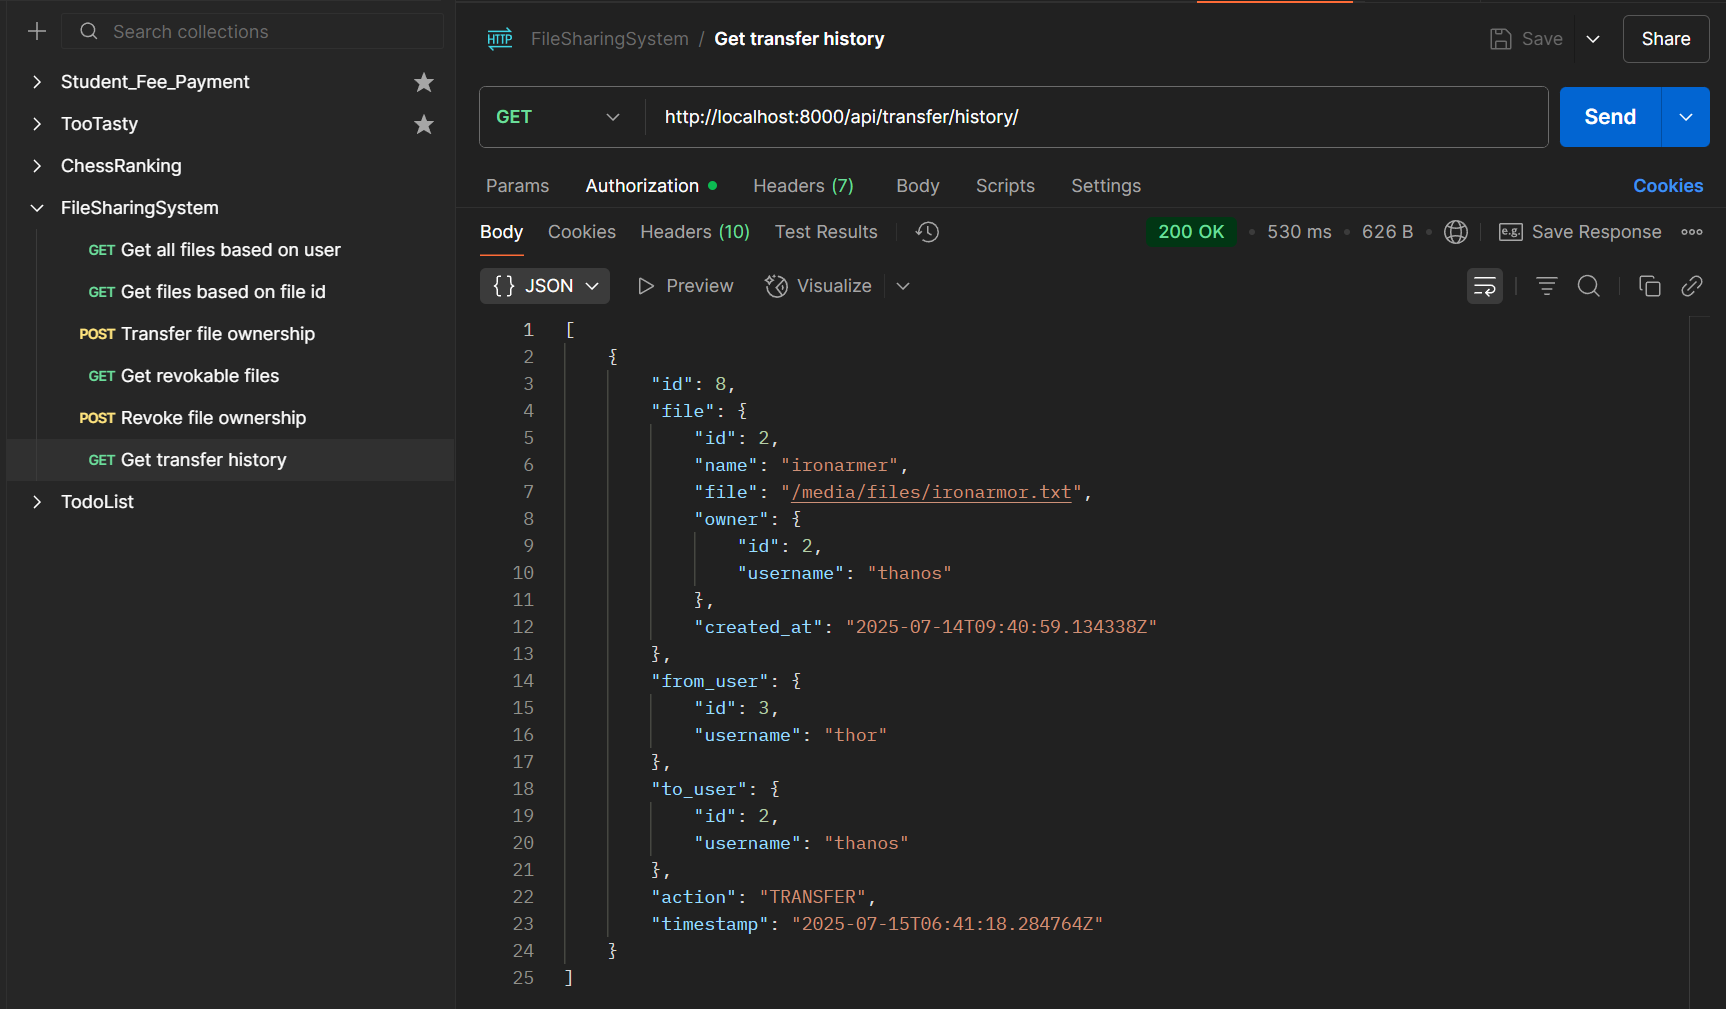 Search collections
Student_Fee_Payment
TooTasty
ChessRanking
FileSharingSystem
GET Get all files based on user
GET Get files based on file id
POST Transfer file ownership
GET Get revokable files
POST Revoke file ownership
GET Get transfer history
TodoList
HTTP FileSharingSystem / Get transfer history
Save
Share
GET http://localhost:8000/api/transfer/history/
Send
Params Authorization Headers (7) Body Scripts Settings Cookies
Body Cookies Headers (10) Test Results 200 OK • 530 ms • 626 B • e.g. Save Response
{} JSON Preview Visualize
1 [
2 {
3 "id": 8,
4 "file": {
5 "id": 2,
6 "name": "ironarmer",
7 "file": "/media/files/ironarmor.txt",
8 "owner": {
9 "id": 2,
10 "username": "thanos"
11 },
12 "created_at": "2025-07-14T09:40:59.134338Z"
13 },
14 "from_user": {
15 "id": 3,
16 "username": "thor"
17 },
18 "to_user": {
19 "id": 2,
20 "username": "thanos"
21 },
22 "action": "TRANSFER",
23 "timestamp": "2025-07-15T06:41:18.284764Z"
24 }
25 ]